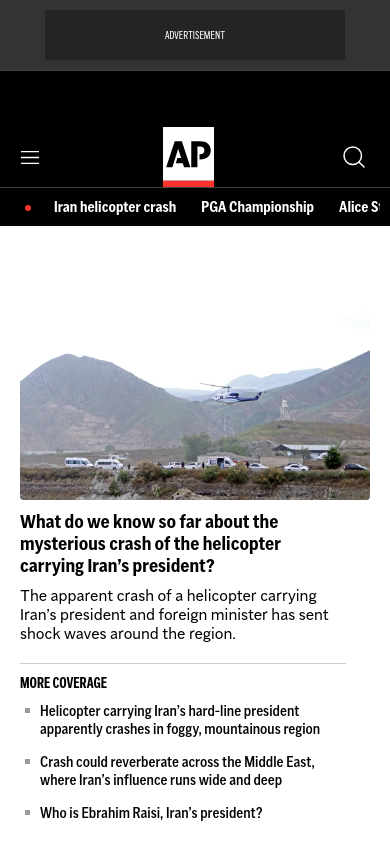 ADVERTISEMENT
AP
Iran helicopter crash PGA Championship Alice
What do we know so far about the
mysterious crash of the helicopter
carrying Iran's president?
The apparent crash of a helicopter carrying
Iran's president and foreign minister has sent
shock waves around the region.
MORE COVERAGE
Helicopter carrying Iran's hard-line president
apparently crashes in foggy, mountainous region
Crash could reverberate across the Middle East,
where Iran's influence runs wide and deep
Who is Ebrahim Raisi, Iran's president?